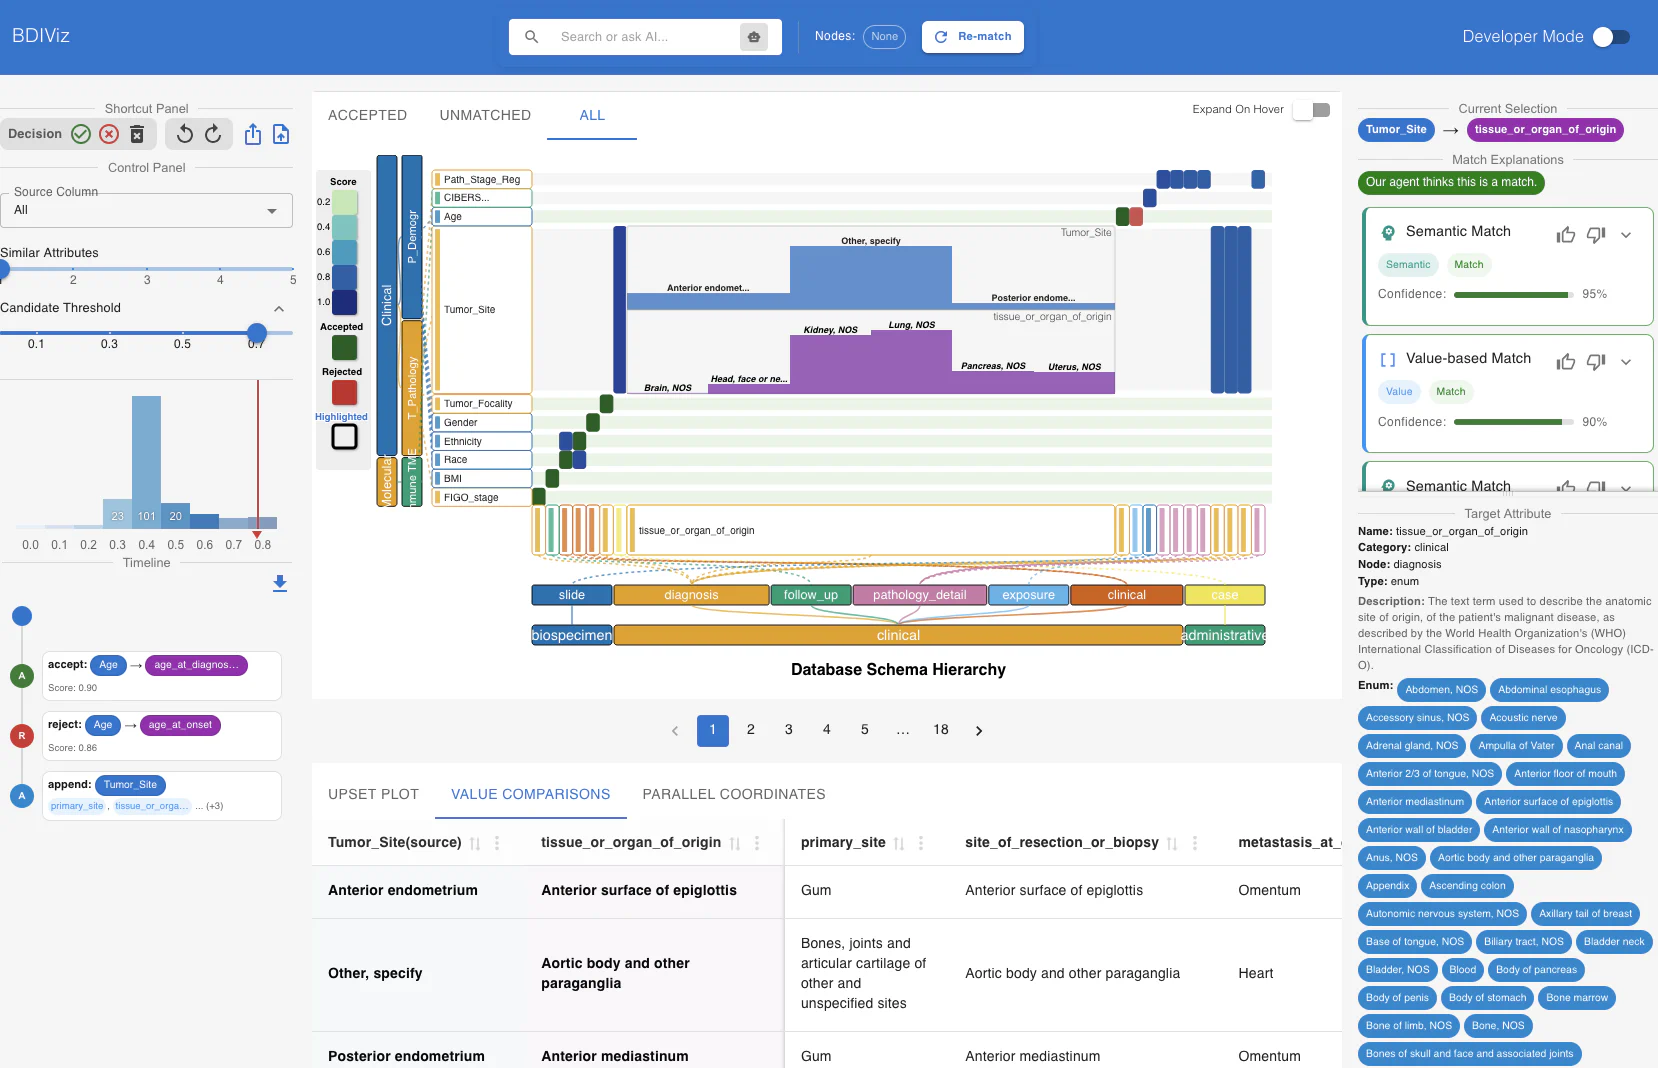 BDIViz
Search or ask AI...
Nodes: None
Re-match
Developer Mode
Shortcut Panel
Decision
Control Panel
Source Column
All
Similar Attributes
2 3 4 5
Candidate Threshold
0.1 0.3 0.5 0.7
23 101 20
0.0 0.1 0.2 0.3 0.4 0.5 0.6 0.7 0.8
Timeline
accept: Age → age_at_diagnos...
Score: 0.90
A
reject: Age → age_at_onset
Score: 0.86
R
append: Tumor_Site
primary_site , tissue_or_orga... ... (+3)
A
ACCEPTED UNMATCHED ALL
Expand On Hover
Score
0.2
0.4
0.6
0.8
1.0
Accepted
Rejected
Highlighted
Clinical
P_Demogr
T_Pathology
Molecula
mune TME
Path_Stage_Reg
CIBERS...
Age
Tumor_Site
Tumor_Focality
Gender
Ethnicity
Race
BMI
FIGO_stage
Tumor_Site
Other, specify
Anterior endomet...
Posterior endome...
tissue_or_organ_of_origin
Kidney, NOS
Lung, NOS
Brain, NOS
Head, face or ne...
Pancreas, NOS
Uterus, NOS
tissue_or_organ_of_origin
slide diagnosis follow_up pathology_detail exposure clinical case
biospecimen clinical administrative
Database Schema Hierarchy
1 2 3 4 5 ... 18
UPSET PLOT VALUE COMPARISONS PARALLEL COORDINATES
Tumor_Site(source) tissue_or_organ_of_origin primary_site site_of_resection_or_biopsy metastasis_at_
Anterior endometrium Anterior surface of epiglottis Gum Anterior surface of epiglottis Omentum
Other, specify Aortic body and other paraganglia Bones, joints and articular cartilage of other and unspecified sites Aortic body and other paraganglia Heart
Posterior endometrium Anterior mediastinum Gum Anterior mediastinum Omentum
Current Selection
Tumor_Site → tissue_or_organ_of_origin
Match Explanations
Our agent thinks this is a match.
Semantic Match
Semantic Match
Confidence: 95%
Value-based Match
Value Match
Confidence: 90%
Semantic Match
Target Attribute
Name: tissue_or_organ_of_origin
Category: clinical
Node: diagnosis
Type: enum
Description: The text term used to describe the anatomic
site of origin, of the patient's malignant disease, as
described by the World Health Organization's (WHO)
International Classification of Diseases for Oncology (ICD-
O).
Enum: Abdomen, NOS Abdominal esophagus
Accessory sinus, NOS Acoustic nerve
Adrenal gland, NOS Ampulla of Vater Anal canal
Anterior 2/3 of tongue, NOS Anterior floor of mouth
Anterior mediastinum Anterior surface of epiglottis
Anterior wall of bladder Anterior wall of nasopharynx
Anus, NOS Aortic body and other paraganglia
Appendix Ascending colon
Autonomic nervous system, NOS Axillary tail of breast
Base of tongue, NOS Biliary tract, NOS Bladder neck
Bladder, NOS Blood Body of pancreas
Body of penis Body of stomach Bone marrow
Bone of limb, NOS Bone, NOS
Bones of skull and face and associated joints